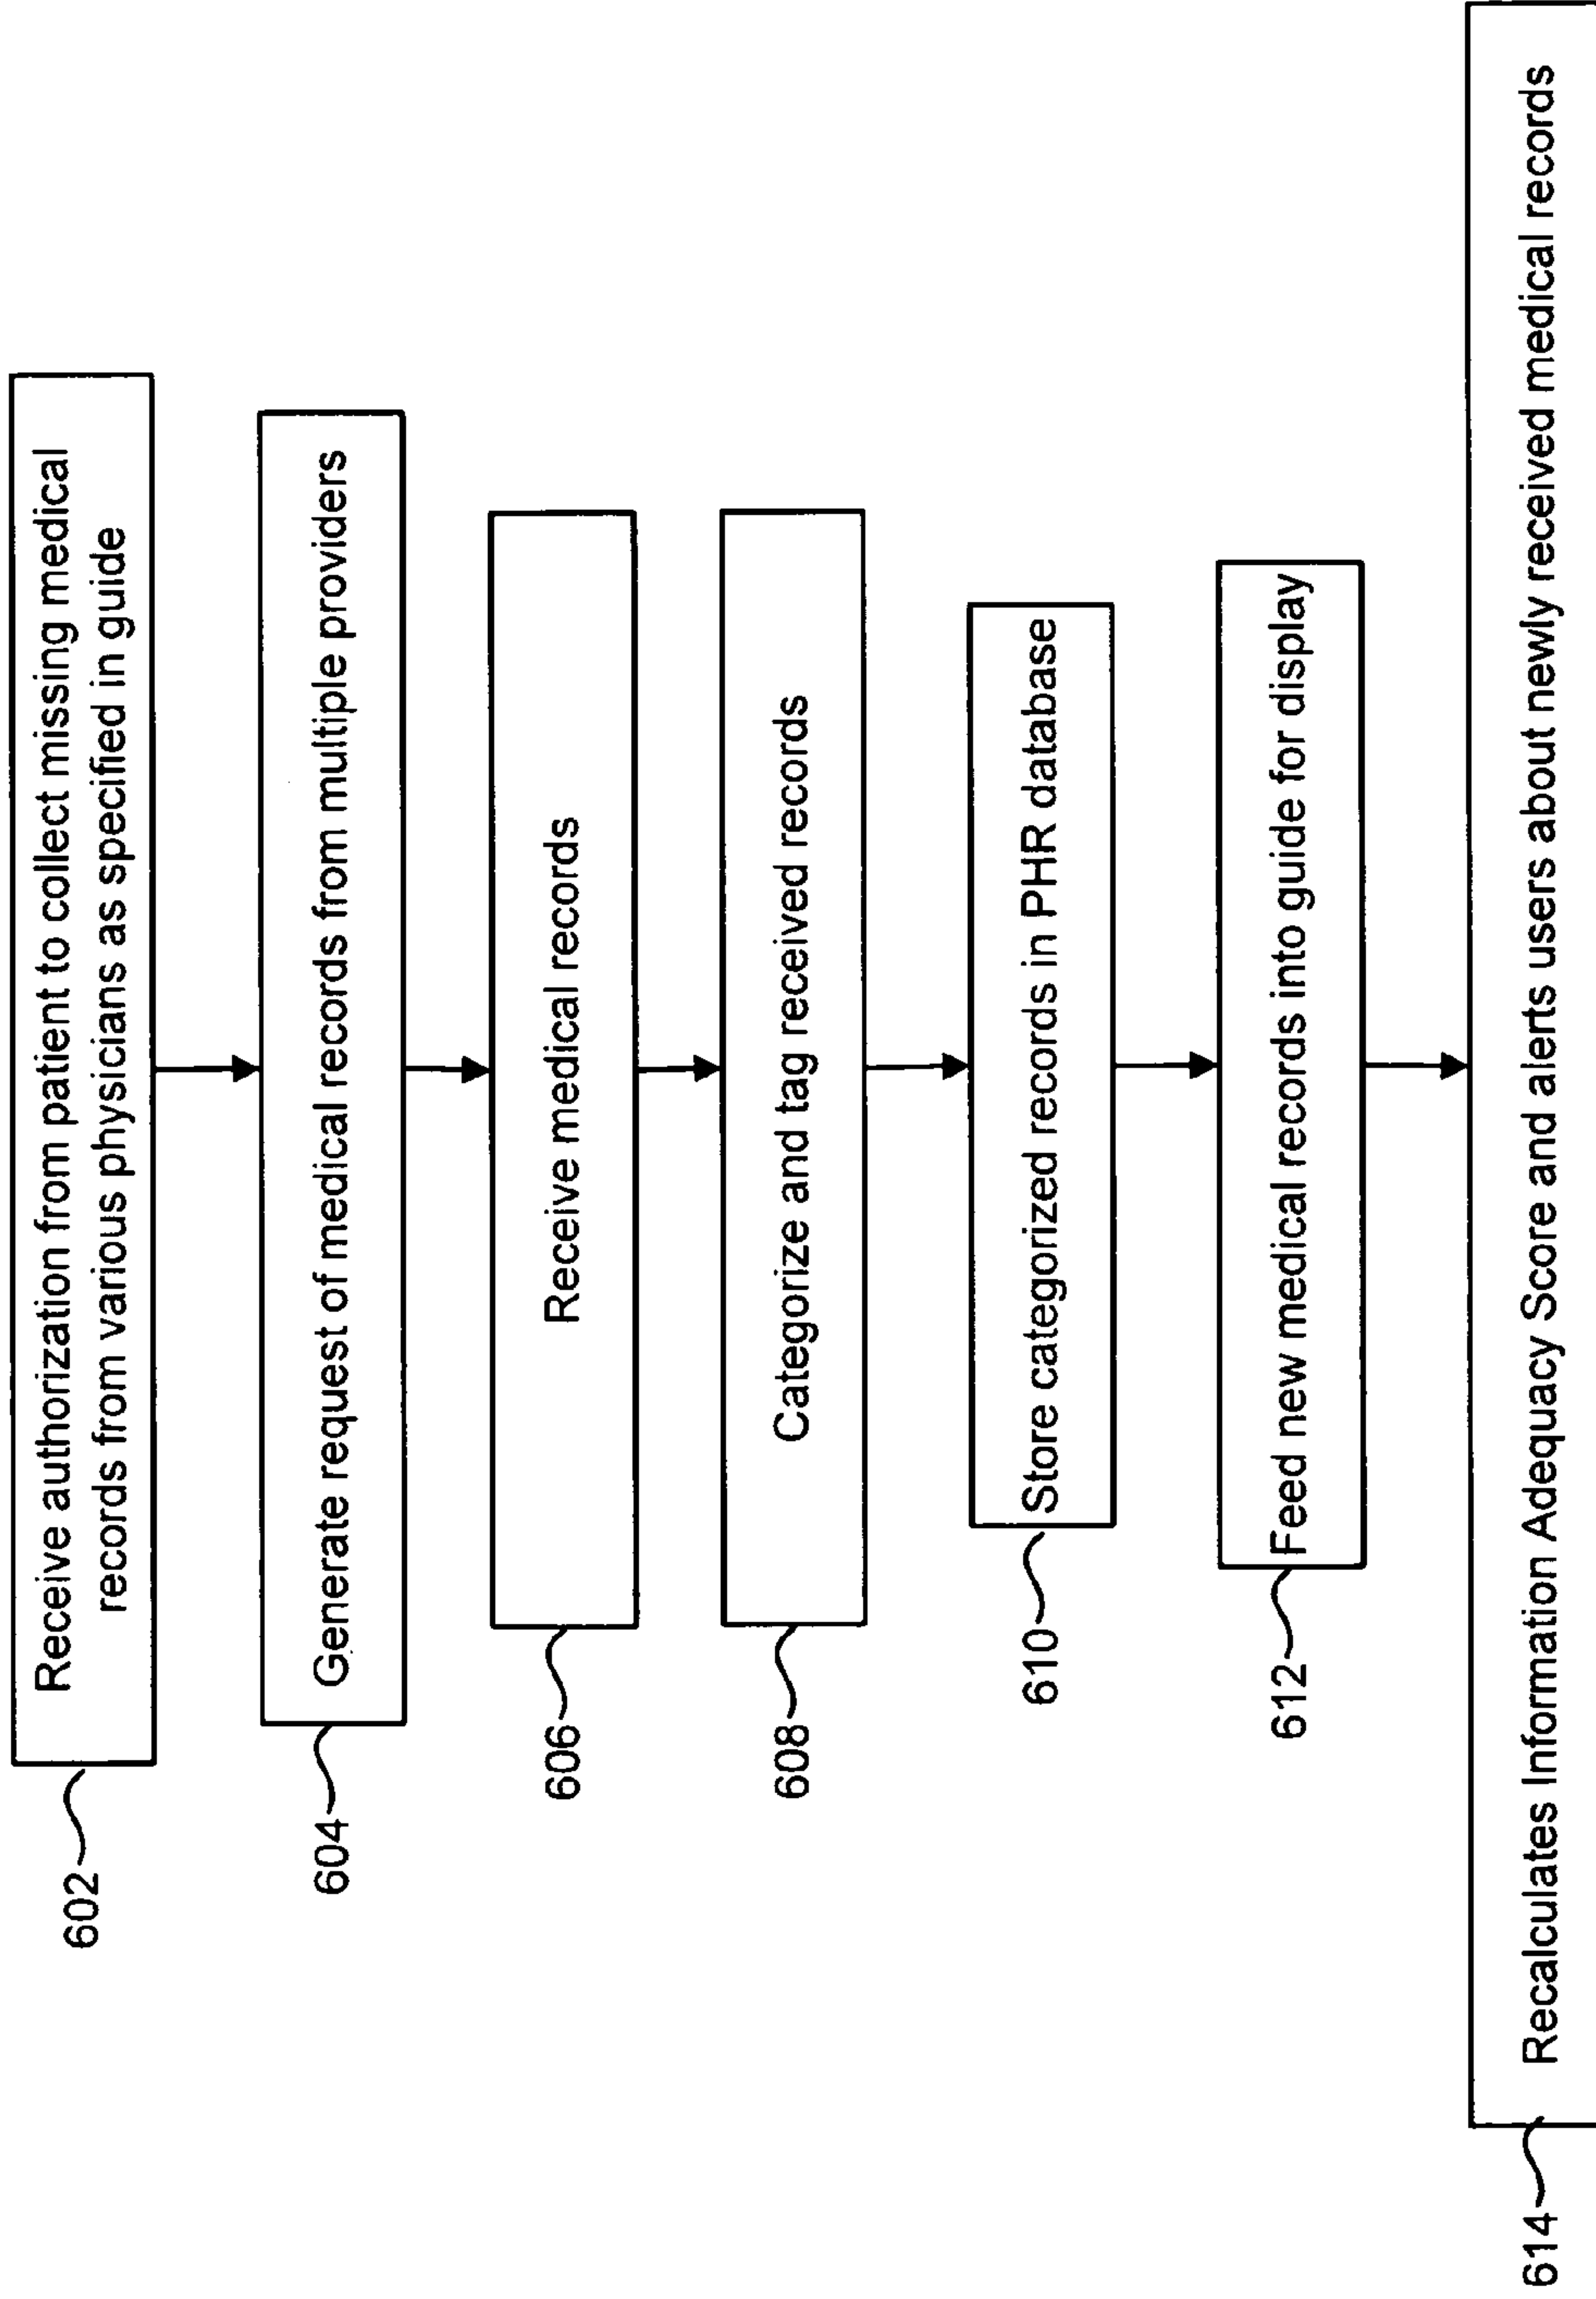 602
Receive authorization from patient to collect missing medical
records from various physicians as specified in guide
604
Generate request of medical records from multiple providers
606
Receive medical records
608
Categorize and tag received records
610
Store categorized records in PHR database
612
Feed new medical records into guide for display
614
Recalculates Information Adequacy Score and alerts users about newly received medical records